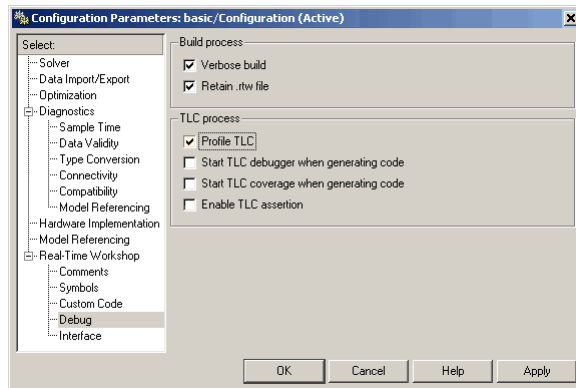 Configuration Parameters: basic/Configuration (Active)
Select:
Solver
Data Import/Export
Optimization
Diagnostics
Sample Time
Data Validity
Type Conversion
Connectivity
Compatibility
Model Referencing
Hardware Implementation
Model Referencing
Real-Time Workshop
Comments
Symbols
Custom Code
Debug
Interface
Build process
Verbose build
Retain .rtw file
TLC process
Profile TLC
Start TLC debugger when generating code
Start TLC coverage when generating code
Enable TLC assertion
OK Cancel Help Apply